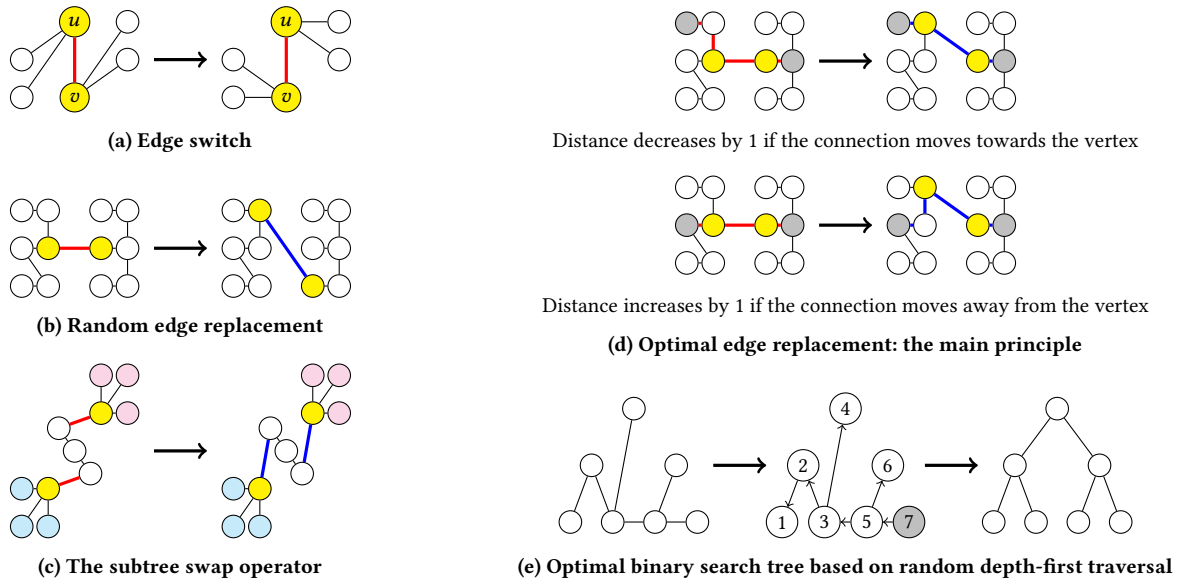 u
v
u
v
(a) Edge switch
(b) Random edge replacement
(c) The subtree swap operator
Distance decreases by 1 if the connection moves towards the vertex
Distance increases by 1 if the connection moves away from the vertex
(d) Optimal edge replacement: the main principle
4
2
6
1
3
5
7
(e) Optimal binary search tree based on random depth-first traversal